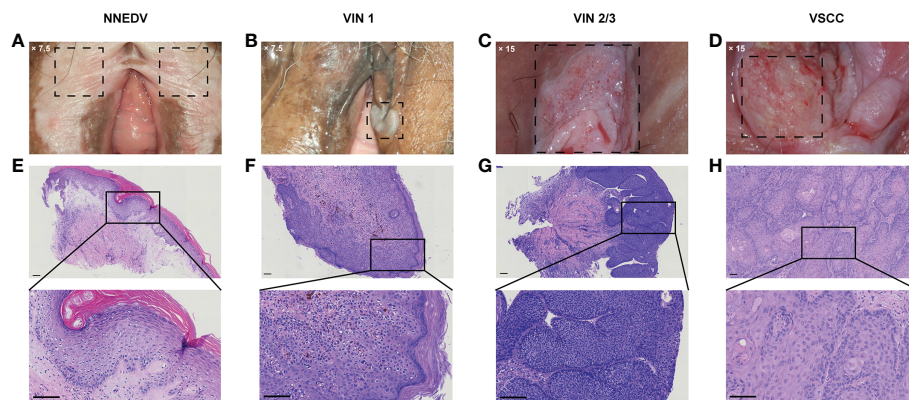 NNEDV VIN 1 VIN 2/3 VSCC
A B C D
× 7.5 × 7.5 × 15 × 15
E F G H